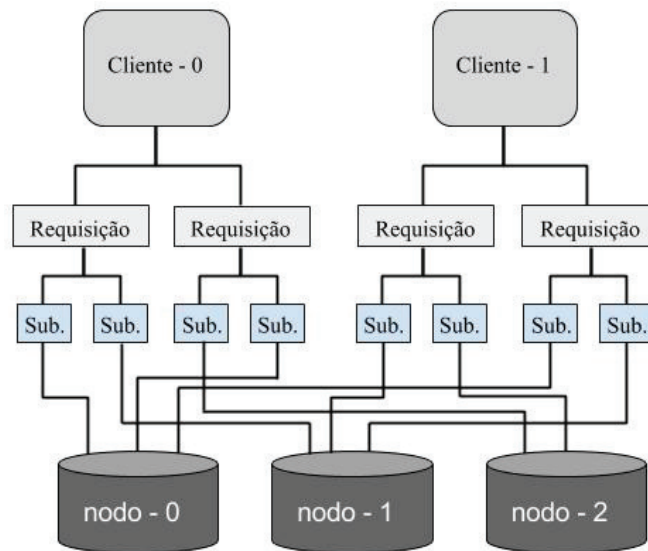 Cliente - 0
Cliente - 1
Requisição
Requisição
Requisição
Requisição
Sub.
Sub.
Sub.
Sub.
Sub.
Sub.
Sub.
Sub.
nodo - 0
nodo - 1
nodo - 2